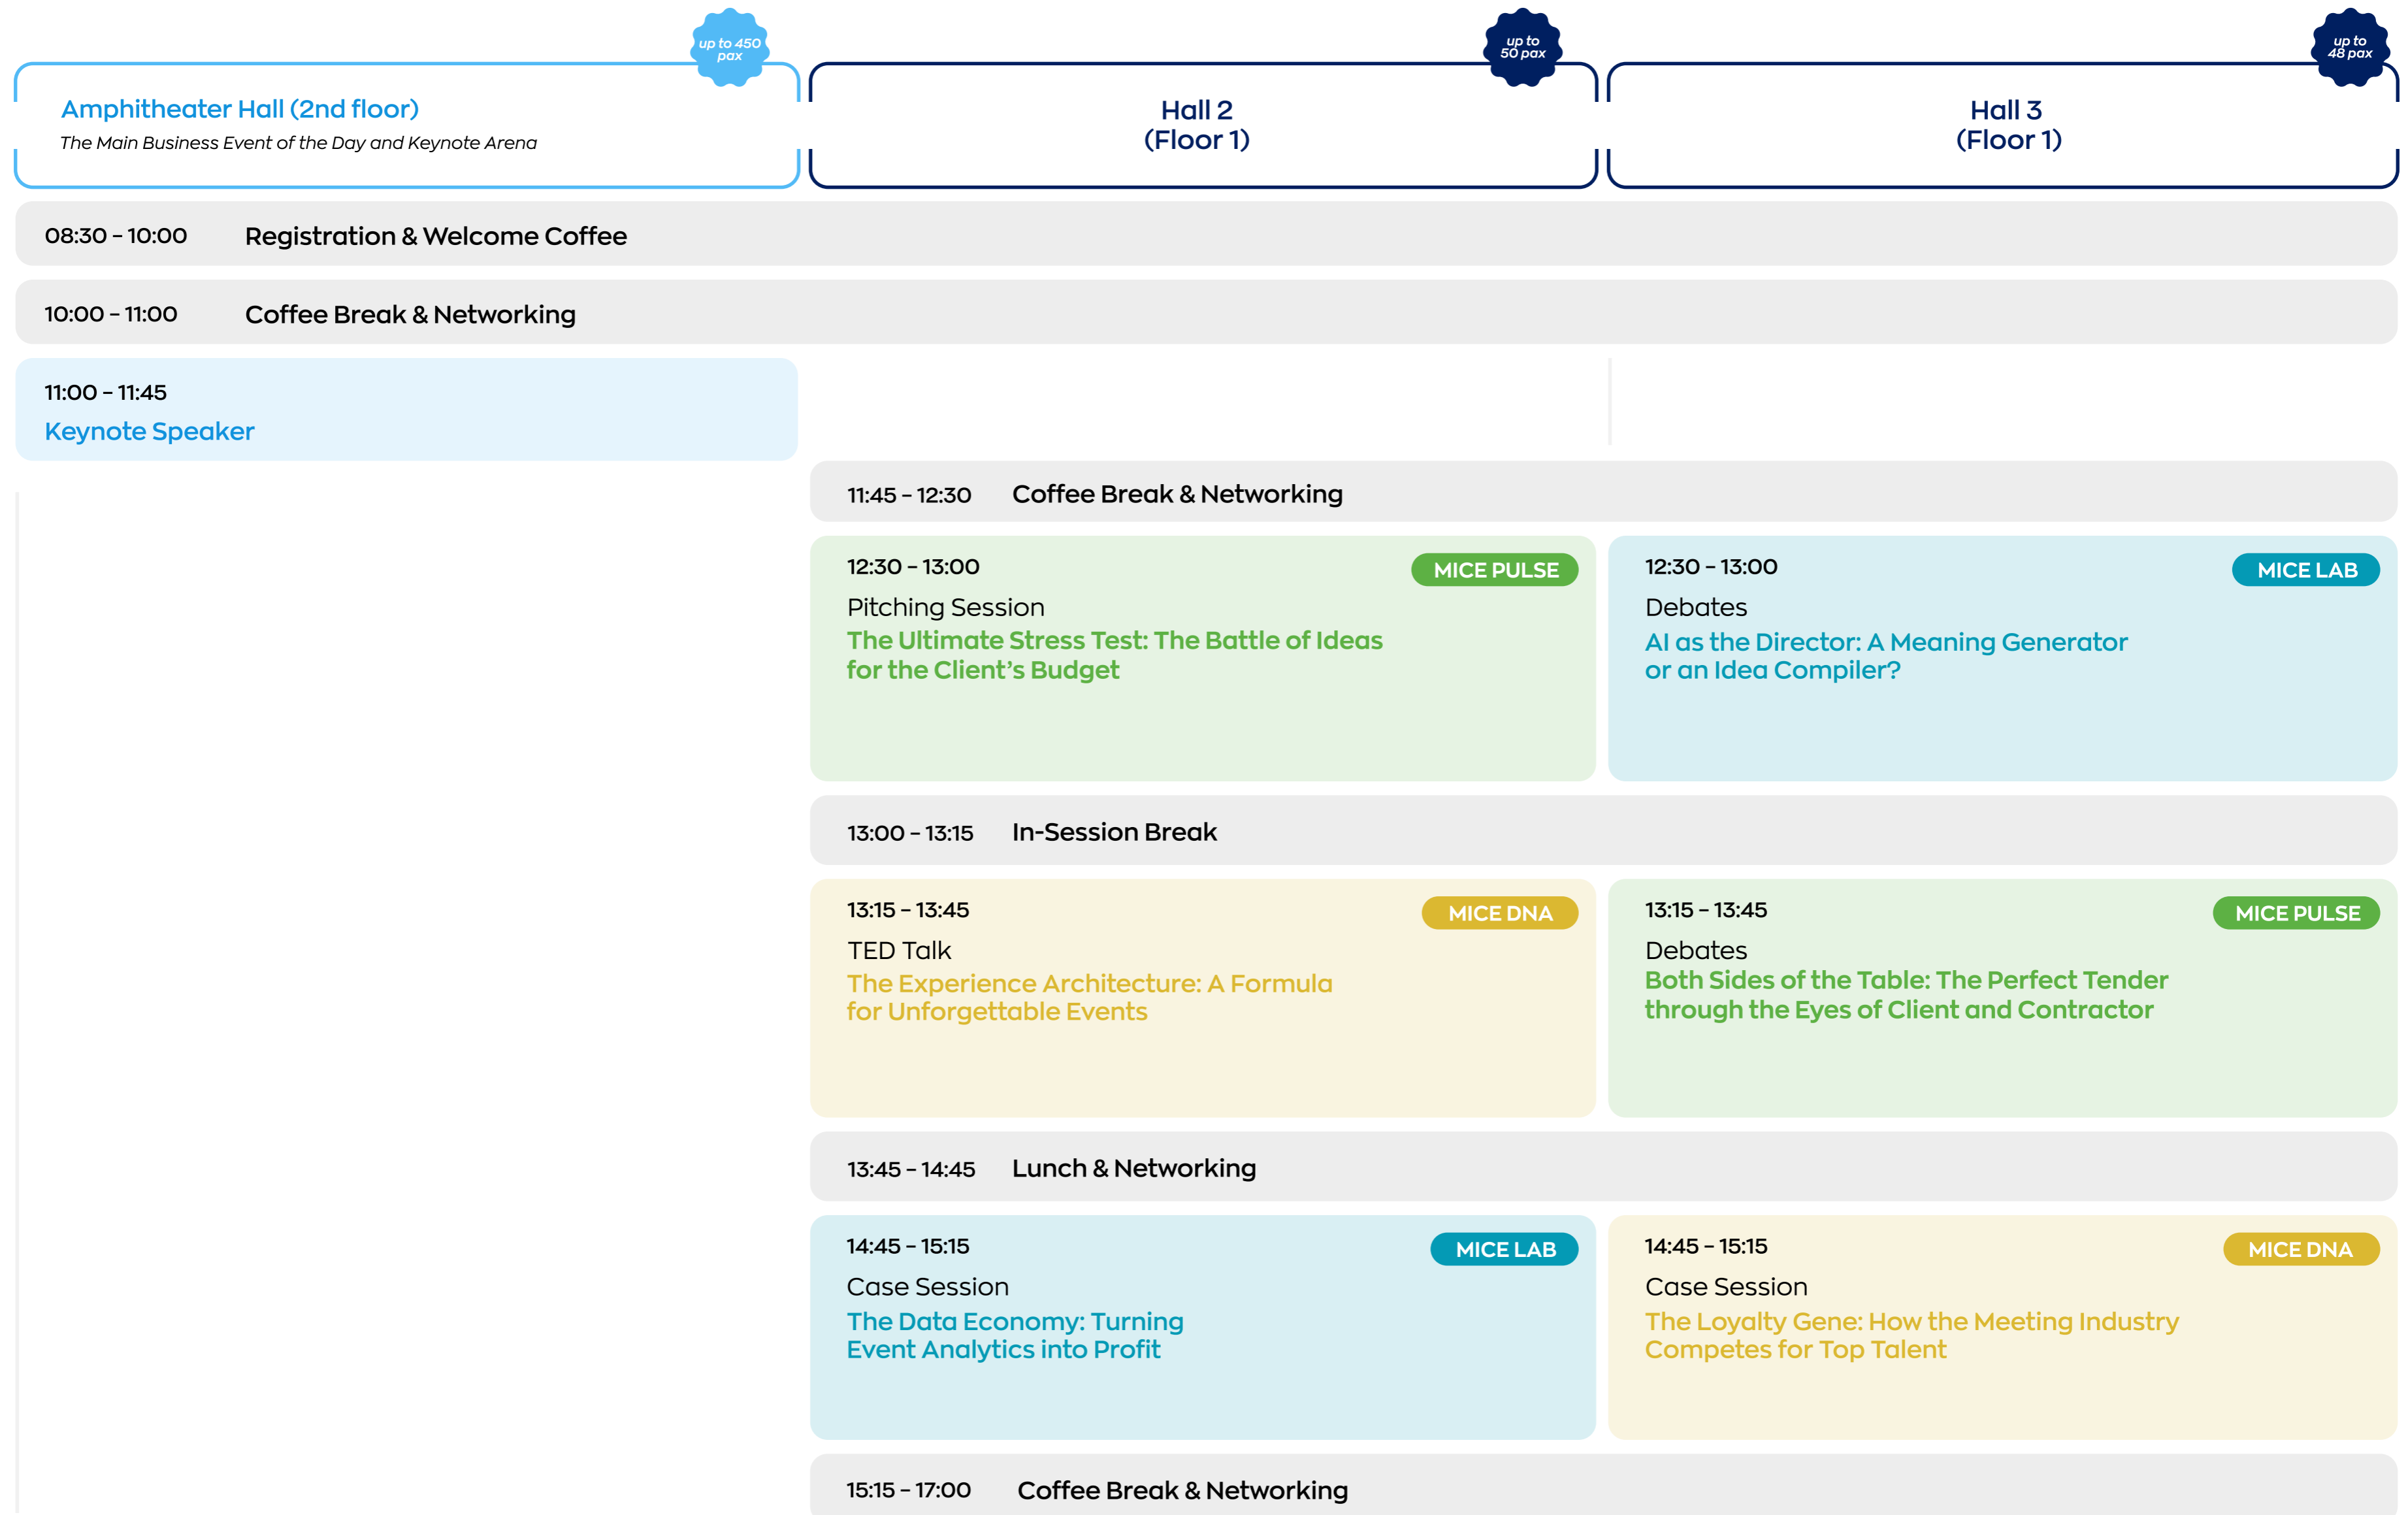 up to 450
pax
up to
50 pax
up to
48 pax
Amphitheater Hall (2nd floor)
The Main Business Event of the Day and Keynote Arena
Hall 2
(Floor 1)
Hall 3
(Floor 1)
08:30 – 10:00 Registration & Welcome Coffee
10:00 – 11:00 Coffee Break & Networking
11:00 – 11:45
Keynote Speaker
11:45 – 12:30 Coffee Break & Networking
12:30 – 13:00 MICE PULSE
Pitching Session
The Ultimate Stress Test: The Battle of Ideas
for the Client’s Budget
12:30 – 13:00 MICE LAB
Debates
AI as the Director: A Meaning Generator
or an Idea Compiler?
13:00 – 13:15 In-Session Break
13:15 – 13:45 MICE DNA
TED Talk
The Experience Architecture: A Formula
for Unforgettable Events
13:15 – 13:45 MICE PULSE
Debates
Both Sides of the Table: The Perfect Tender
through the Eyes of Client and Contractor
13:45 – 14:45 Lunch & Networking
14:45 – 15:15 MICE LAB
Case Session
The Data Economy: Turning
Event Analytics into Profit
14:45 – 15:15 MICE DNA
Case Session
The Loyalty Gene: How the Meeting Industry
Competes for Top Talent
15:15 – 17:00 Coffee Break & Networking